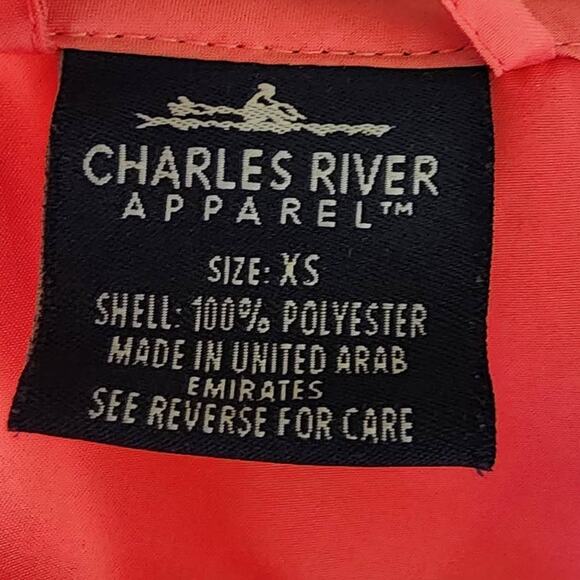 CHARLES RIVER
APPAREL™
SIZE: XS
SHELL: 100% POLYESTER
MADE IN UNITED ARAB
EMIRATES
SEE REVERSE FOR CARE